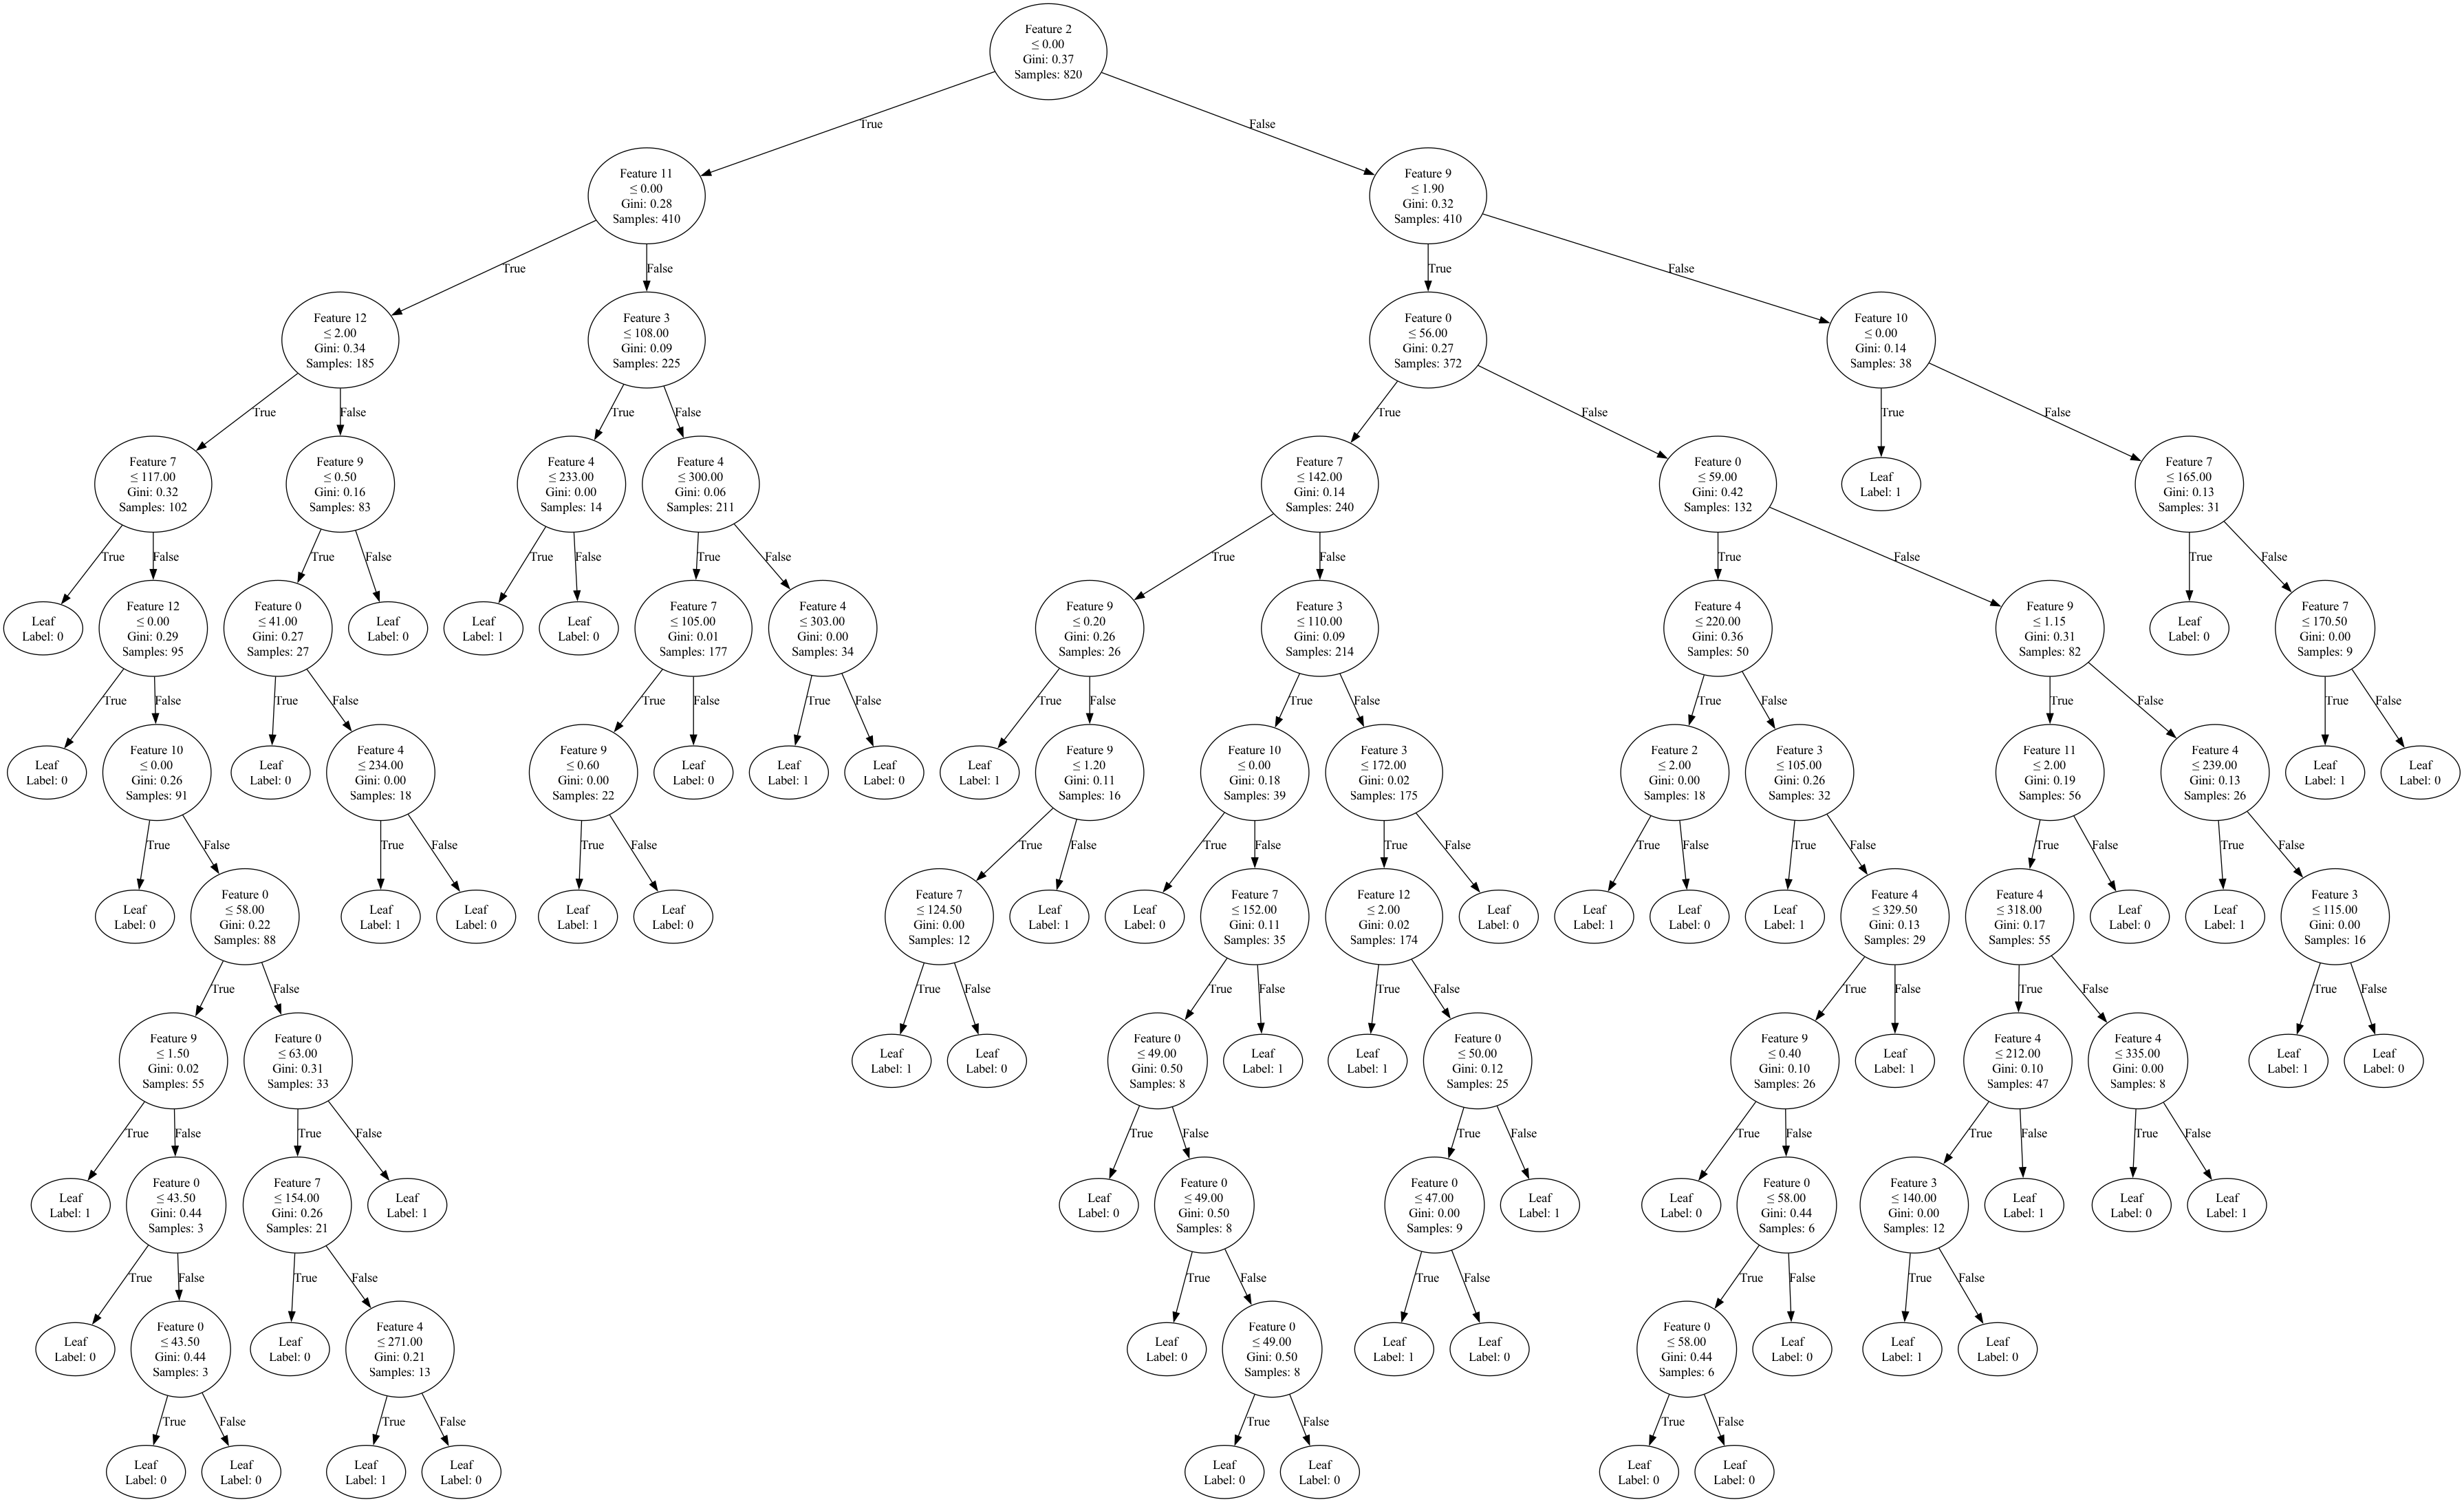 Feature 2
≤ 0.00
Gini: 0.37
Samples: 820
True
False
Feature 11
≤ 0.00
Gini: 0.28
Samples: 410
Feature 9
≤ 1.90
Gini: 0.32
Samples: 410
True
False
True
False
Feature 12
≤ 2.00
Gini: 0.34
Samples: 185
Feature 3
≤ 108.00
Gini: 0.09
Samples: 225
Feature 0
≤ 56.00
Gini: 0.27
Samples: 372
Feature 10
≤ 0.00
Gini: 0.14
Samples: 38
True
False
True
False
True
False
True
False
Feature 7
≤ 117.00
Gini: 0.32
Samples: 102
Feature 9
≤ 0.50
Gini: 0.16
Samples: 83
Feature 4
≤ 233.00
Gini: 0.00
Samples: 14
Feature 4
≤ 300.00
Gini: 0.06
Samples: 211
Feature 7
≤ 142.00
Gini: 0.14
Samples: 240
Feature 0
≤ 59.00
Gini: 0.42
Samples: 132
Leaf
Label: 1
Feature 7
≤ 165.00
Gini: 0.13
Samples: 31
True
False
True
False
True
False
True
False
True
False
True
False
True
False
Leaf
Label: 0
Feature 12
≤ 0.00
Gini: 0.29
Samples: 95
Feature 0
≤ 41.00
Gini: 0.27
Samples: 27
Leaf
Label: 0
Leaf
Label: 1
Leaf
Label: 0
Feature 7
≤ 105.00
Gini: 0.01
Samples: 177
Feature 4
≤ 303.00
Gini: 0.00
Samples: 34
Feature 9
≤ 0.20
Gini: 0.26
Samples: 26
Feature 3
≤ 110.00
Gini: 0.09
Samples: 214
Feature 4
≤ 220.00
Gini: 0.36
Samples: 50
Feature 9
≤ 1.15
Gini: 0.31
Samples: 82
Leaf
Label: 0
Feature 7
≤ 170.50
Gini: 0.00
Samples: 9
True
False
True
False
True
False
True
False
True
False
True
False
True
False
True
False
True
False
Leaf
Label: 0
Feature 10
≤ 0.00
Gini: 0.26
Samples: 91
Leaf
Label: 0
Feature 4
≤ 234.00
Gini: 0.00
Samples: 18
Feature 9
≤ 0.60
Gini: 0.00
Samples: 22
Leaf
Label: 0
Leaf
Label: 1
Leaf
Label: 0
Leaf
Label: 1
Feature 9
≤ 1.20
Gini: 0.11
Samples: 16
Feature 10
≤ 0.00
Gini: 0.18
Samples: 39
Feature 3
≤ 172.00
Gini: 0.02
Samples: 175
Feature 2
≤ 2.00
Gini: 0.00
Samples: 18
Feature 3
≤ 105.00
Gini: 0.26
Samples: 32
Feature 11
≤ 2.00
Gini: 0.19
Samples: 56
Feature 4
≤ 239.00
Gini: 0.13
Samples: 26
Leaf
Label: 1
Leaf
Label: 0
True
False
True
False
True
False
True
False
True
False
True
False
True
False
True
False
True
False
True
False
Leaf
Label: 0
Feature 0
≤ 58.00
Gini: 0.22
Samples: 88
Leaf
Label: 1
Leaf
Label: 0
Leaf
Label: 1
Leaf
Label: 0
Feature 7
≤ 124.50
Gini: 0.00
Samples: 12
Leaf
Label: 1
Leaf
Label: 0
Feature 7
≤ 152.00
Gini: 0.11
Samples: 35
Feature 12
≤ 2.00
Gini: 0.02
Samples: 174
Leaf
Label: 0
Leaf
Label: 1
Leaf
Label: 0
Leaf
Label: 1
Feature 4
≤ 329.50
Gini: 0.13
Samples: 29
Feature 4
≤ 318.00
Gini: 0.17
Samples: 55
Leaf
Label: 0
Leaf
Label: 1
Feature 3
≤ 115.00
Gini: 0.00
Samples: 16
True
False
True
False
True
False
True
False
True
False
True
False
True
False
Feature 9
≤ 1.50
Gini: 0.02
Samples: 55
Feature 0
≤ 63.00
Gini: 0.31
Samples: 33
Leaf
Label: 1
Leaf
Label: 0
Feature 0
≤ 49.00
Gini: 0.50
Samples: 8
Leaf
Label: 1
Leaf
Label: 1
Feature 0
≤ 50.00
Gini: 0.12
Samples: 25
Feature 9
≤ 0.40
Gini: 0.10
Samples: 26
Leaf
Label: 1
Feature 4
≤ 212.00
Gini: 0.10
Samples: 47
Feature 4
≤ 335.00
Gini: 0.00
Samples: 8
Leaf
Label: 1
Leaf
Label: 0
True
False
True
False
True
False
True
False
True
False
True
False
True
False
Leaf
Label: 1
Feature 0
≤ 43.50
Gini: 0.44
Samples: 3
Feature 7
≤ 154.00
Gini: 0.26
Samples: 21
Leaf
Label: 1
Leaf
Label: 0
Feature 0
≤ 49.00
Gini: 0.50
Samples: 8
Feature 0
≤ 47.00
Gini: 0.00
Samples: 9
Leaf
Label: 1
Leaf
Label: 0
Feature 0
≤ 58.00
Gini: 0.44
Samples: 6
Feature 3
≤ 140.00
Gini: 0.00
Samples: 12
Leaf
Label: 1
Leaf
Label: 0
Leaf
Label: 1
True
False
True
False
True
False
True
False
True
False
True
False
Leaf
Label: 0
Feature 0
≤ 43.50
Gini: 0.44
Samples: 3
Leaf
Label: 0
Feature 4
≤ 271.00
Gini: 0.21
Samples: 13
Leaf
Label: 0
Feature 0
≤ 49.00
Gini: 0.50
Samples: 8
Leaf
Label: 1
Leaf
Label: 0
Feature 0
≤ 58.00
Gini: 0.44
Samples: 6
Leaf
Label: 0
Leaf
Label: 1
Leaf
Label: 0
True
False
True
False
True
False
True
False
Leaf
Label: 0
Leaf
Label: 0
Leaf
Label: 1
Leaf
Label: 0
Leaf
Label: 0
Leaf
Label: 0
Leaf
Label: 0
Leaf
Label: 0